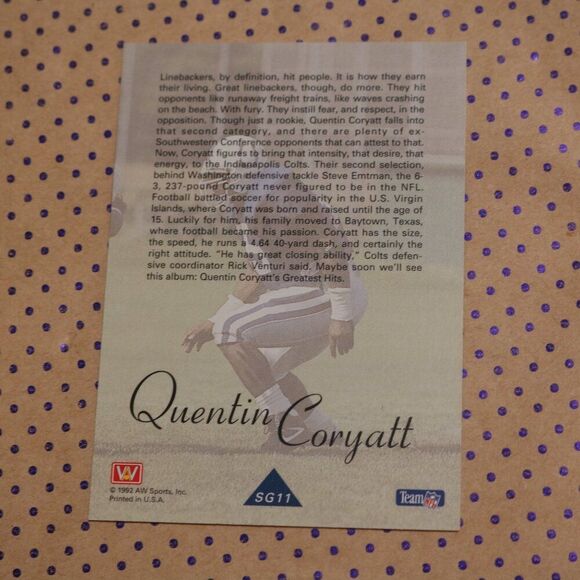 Linebackers, by definition, hit people. It is how they earn
their living. Great linebackers, though, do more. They hit
opponents like runaway freight trains, like waves crashing
on the beach. With fury. They instill fear, and respect, in the
opposition. Though just a rookie, Quentin Coryatt falls into
that second category, and there are plenty of ex-
Southwestern Conference opponents that can attest to that.
Now, Coryatt figures to bring that intensity, that desire, that
energy, to the Indianapolis Colts. Their second selection,
behind Washington defensive tackle Steve Emtman, the 6-
3, 237-pound Coryatt never figured to be in the NFL.
Football battled soccer for popularity in the U.S. Virgin
Islands, where Coryatt was born and raised until the age of
15. Luckily for him, his family moved to Baytown, Texas,
where football became his passion. Coryatt has the size,
the speed, he runs a 4.64 40-yard dash, and certainly the
right attitude. "He has great closing ability," Colts defen-
sive coordinator Rick Venturi said. Maybe soon we'll see
this album: Quentin Coryatt's Greatest Hits.
Quentin
Coryatt
© 1992 AW Sports, Inc.
Printed in U.S.A.
SG11
Team NFL